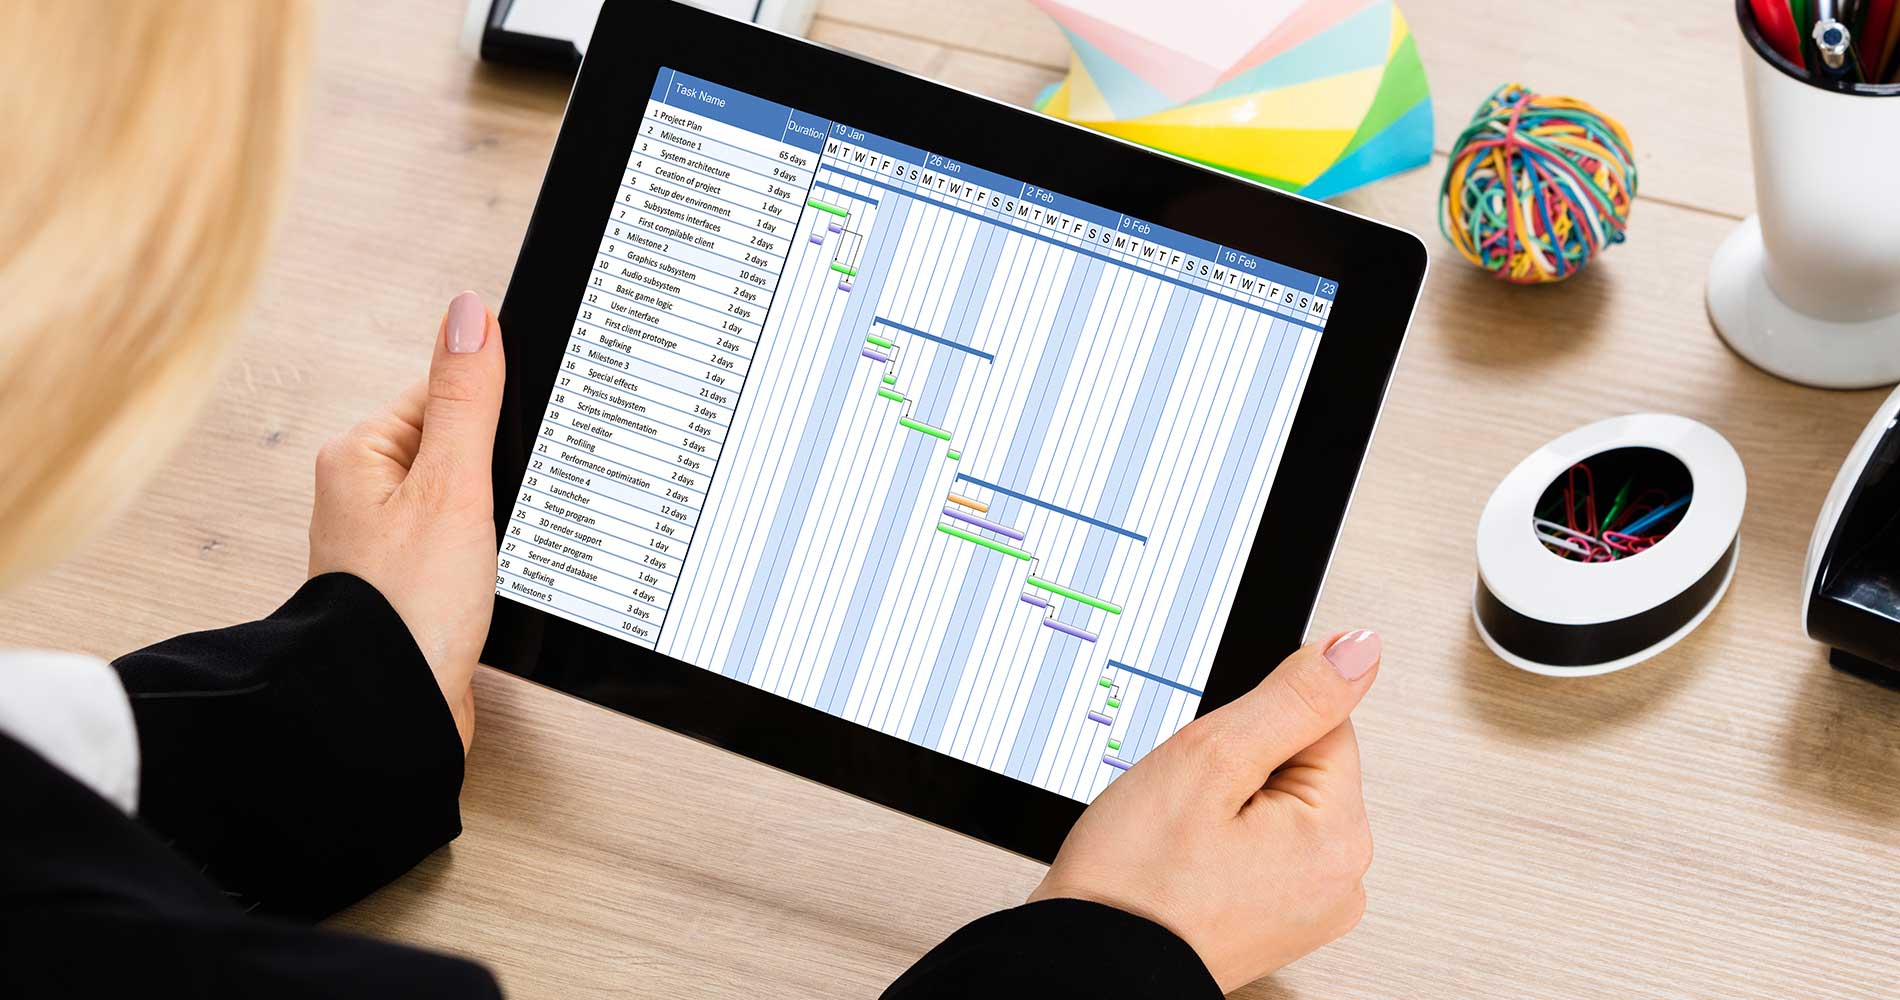 Task Name Duration 19 Jan 26 Jan 2 Feb 9 Feb 16 Feb 23
M T W T F S S M T W T F S S M T W T F S S M T W T F S S M T W T F S S M
1 Project Plan 65 days
2 Milestone 1 9 days
3 System architecture 3 days
4 Creation of project 1 day
5 Setup dev environment 1 day
6 Subsystems interfaces 2 days
7 First compilable client 2 days
8 Milestone 2 10 days
9 Graphics subsystem 2 days
10 Audio subsystem 2 days
11 Basic game logic 1 day
12 User interface 2 days
13 First client prototype 2 days
14 Bugfixing 1 day
15 Milestone 3 21 days
16 Special effects 3 days
17 Physics subsystem 4 days
18 Scripts implementation 5 days
19 Level editor 5 days
20 Profiling 2 days
21 Performance optimization 2 days
22 Milestone 4 12 days
23 Launchcher 1 day
24 Setup program 1 day
25 3D render support 2 days
26 Updater program 1 day
27 Server and database 4 days
28 Bugfixing 3 days
29 Milestone 5 10 days